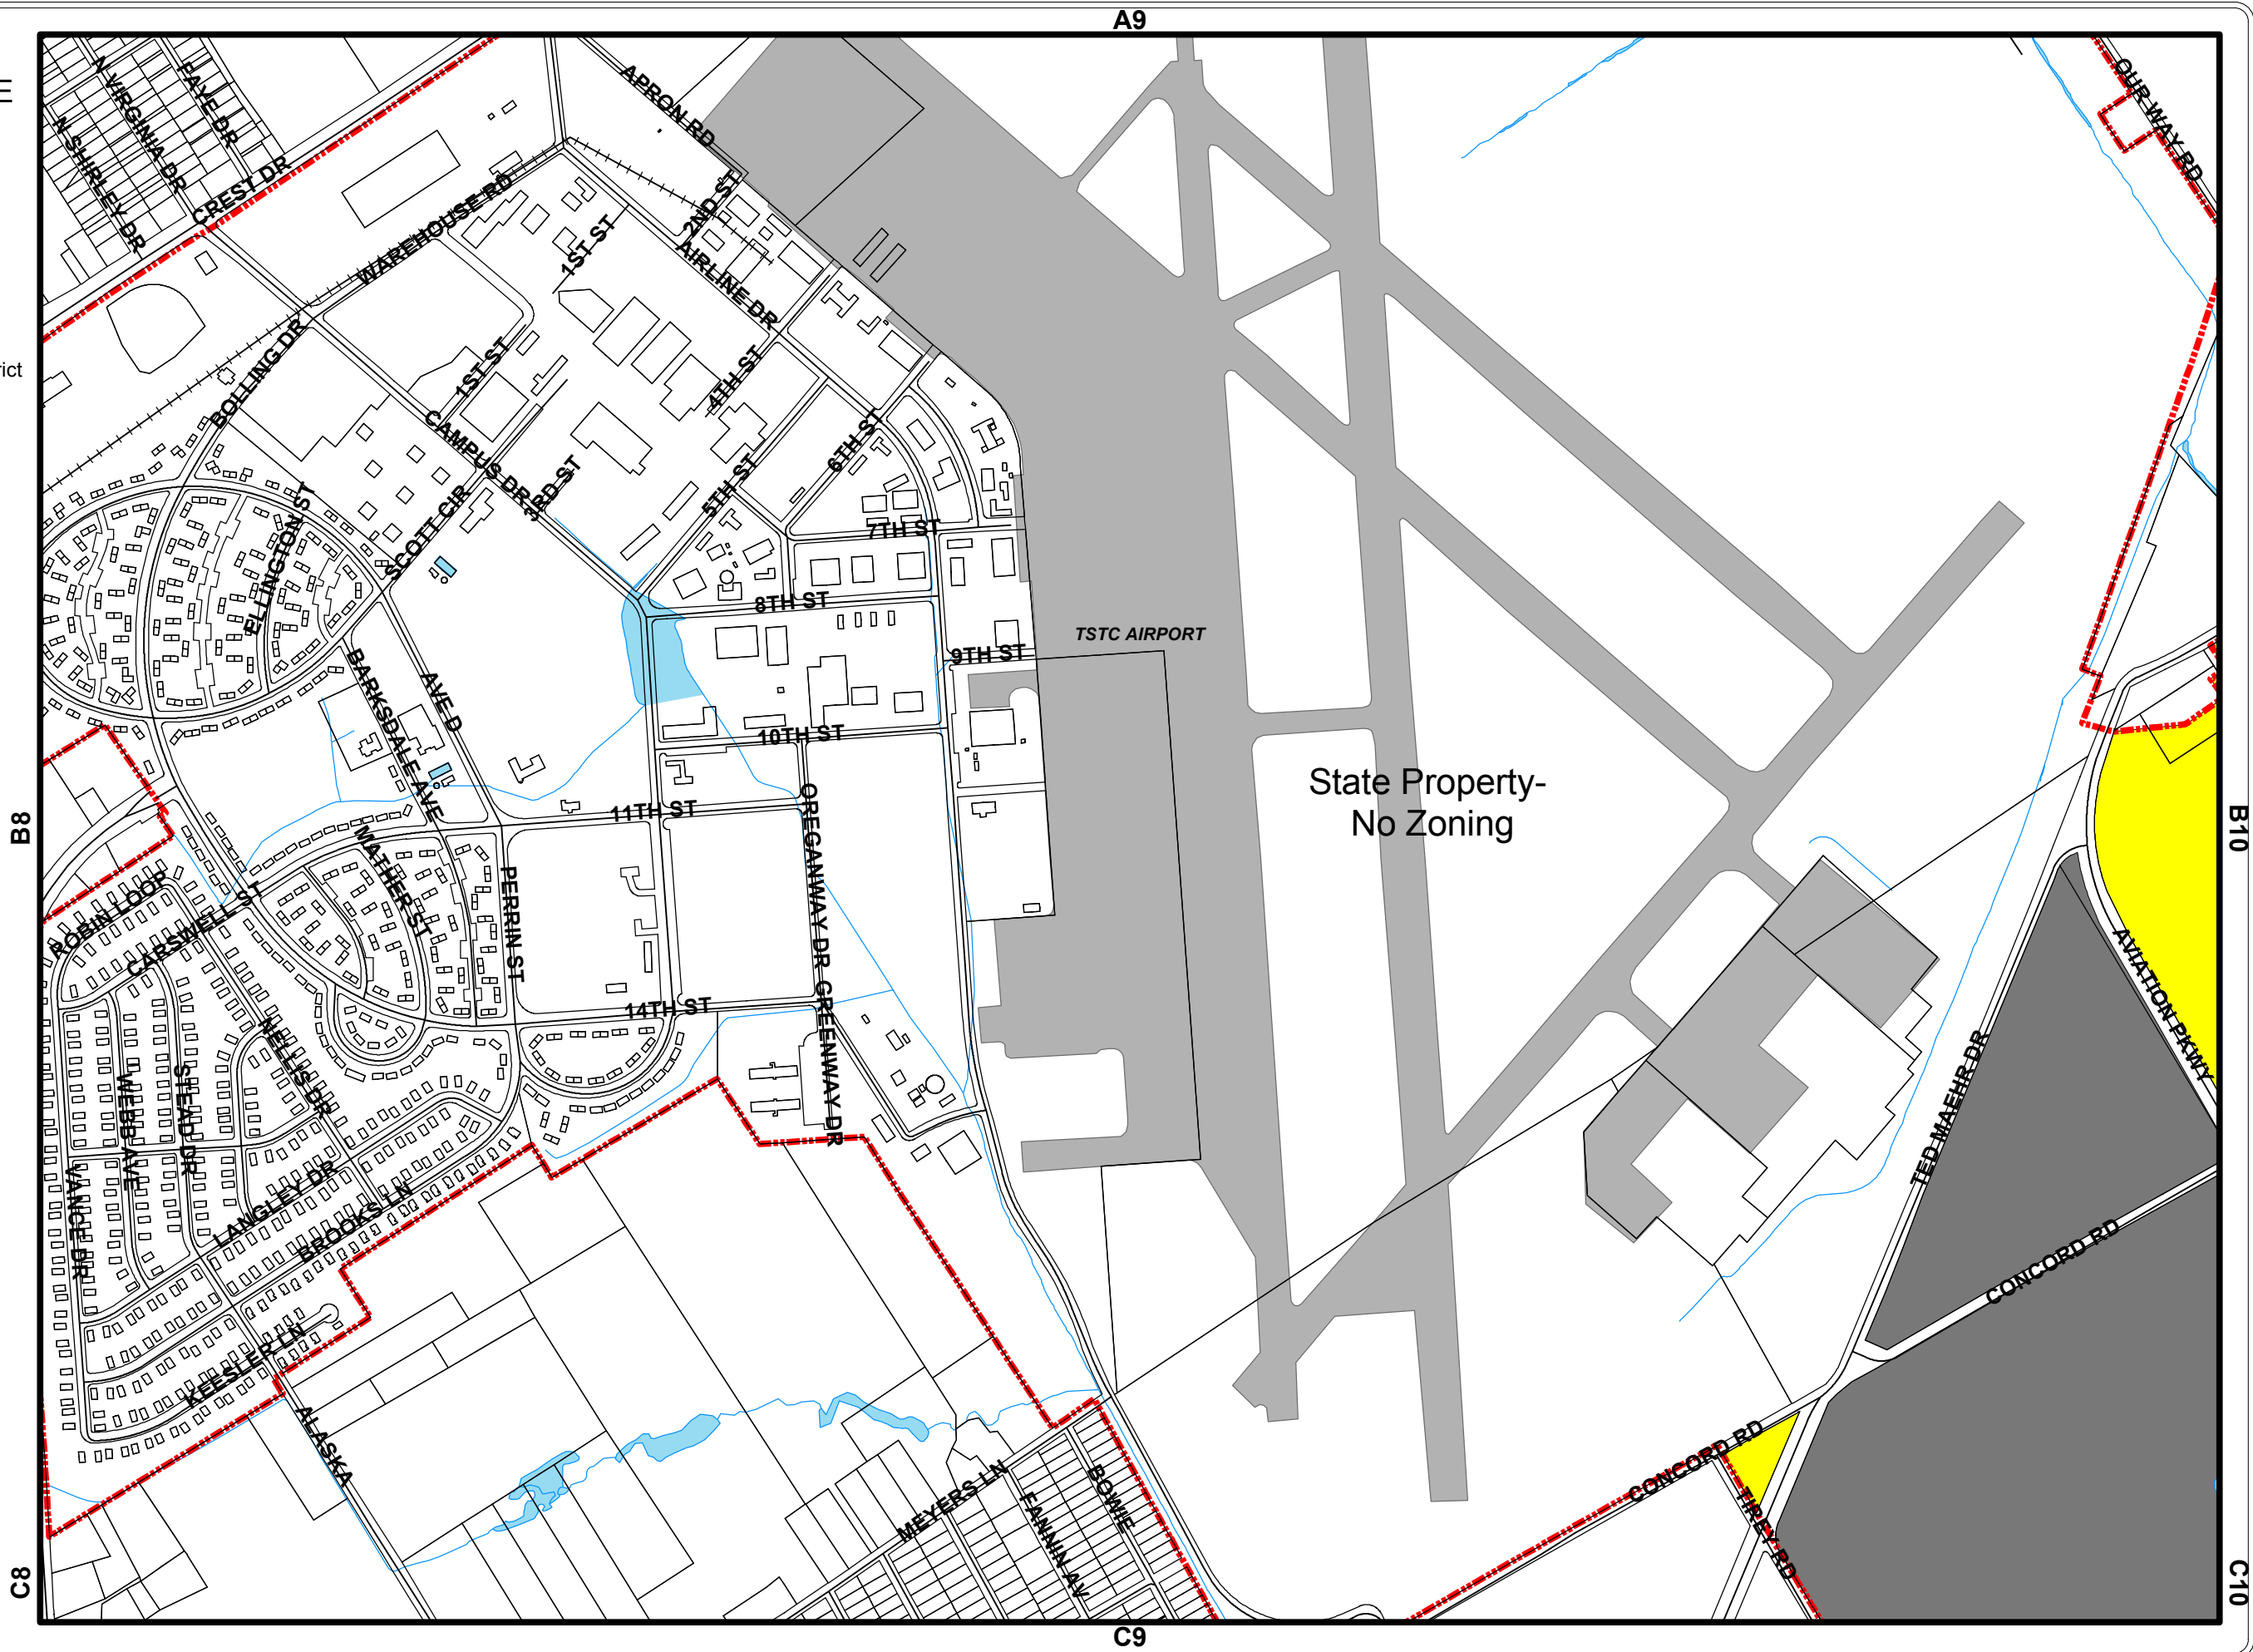 A9
E
N VIRGINIA DR
FAYE DR
N SHIRLEY DR
CREST DR
APRON RD
OUR WAY RD
WAREHOUSE RD
2ND ST
1ST ST
AIRLINE DR
rict
BOLLING DR
1ST ST
4TH ST
CAMPUS DR
3RD ST
5TH ST
6TH ST
ELLINGTON ST
SCOTT CIR
7TH ST
8TH ST
TSTC AIRPORT
9TH ST
BARKSDALE AVE
AVE D
10TH ST
State Property-
No Zoning
B8
B10
11TH ST
OREGANWAY DR
MATHER ST
PERRIN ST
ROBIN LOOP
CARSWELL ST
AVIATION PKWY
14TH ST
GREENWAY DR
NELLIS DR
WEBB AVE
STEAD DR
TED MAEHR DR
VANCE DR
LANGLEY DR
BROOKS LN
CONCORD RD
KEESLER LN
ALASKA
MEYERS LN
FANNIN AV
BOWIE
CONCORD RD
TIREY RD
C8
C10
C9